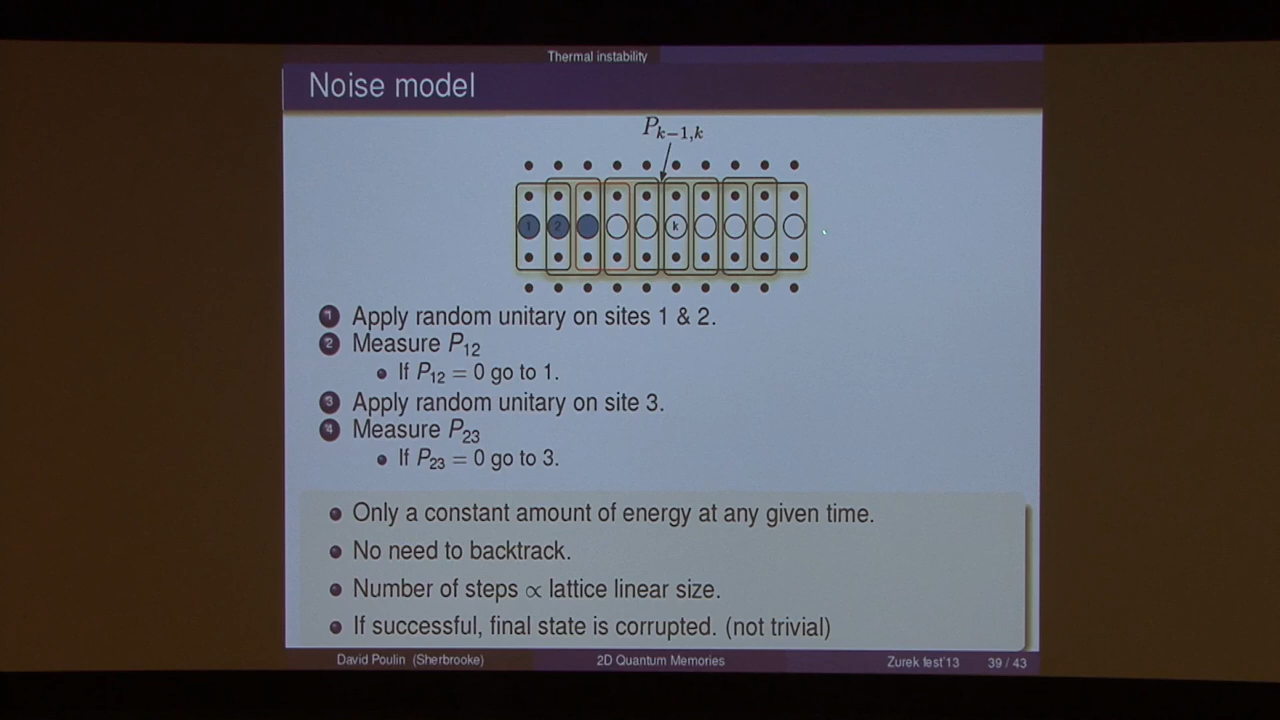 Thermal instability
Noise model
P_{k−1,k}
1 2 k
1 Apply random unitary on sites 1 & 2.
2 Measure P_{12}
If P_{12} = 0 go to 1.
3 Apply random unitary on site 3.
4 Measure P_{23}
If P_{23} = 0 go to 3.
Only a constant amount of energy at any given time.
No need to backtrack.
Number of steps ∝ lattice linear size.
If successful, final state is corrupted. (not trivial)
David Poulin (Sherbrooke) 2D Quantum Memories Zurek fest'13 39 / 43